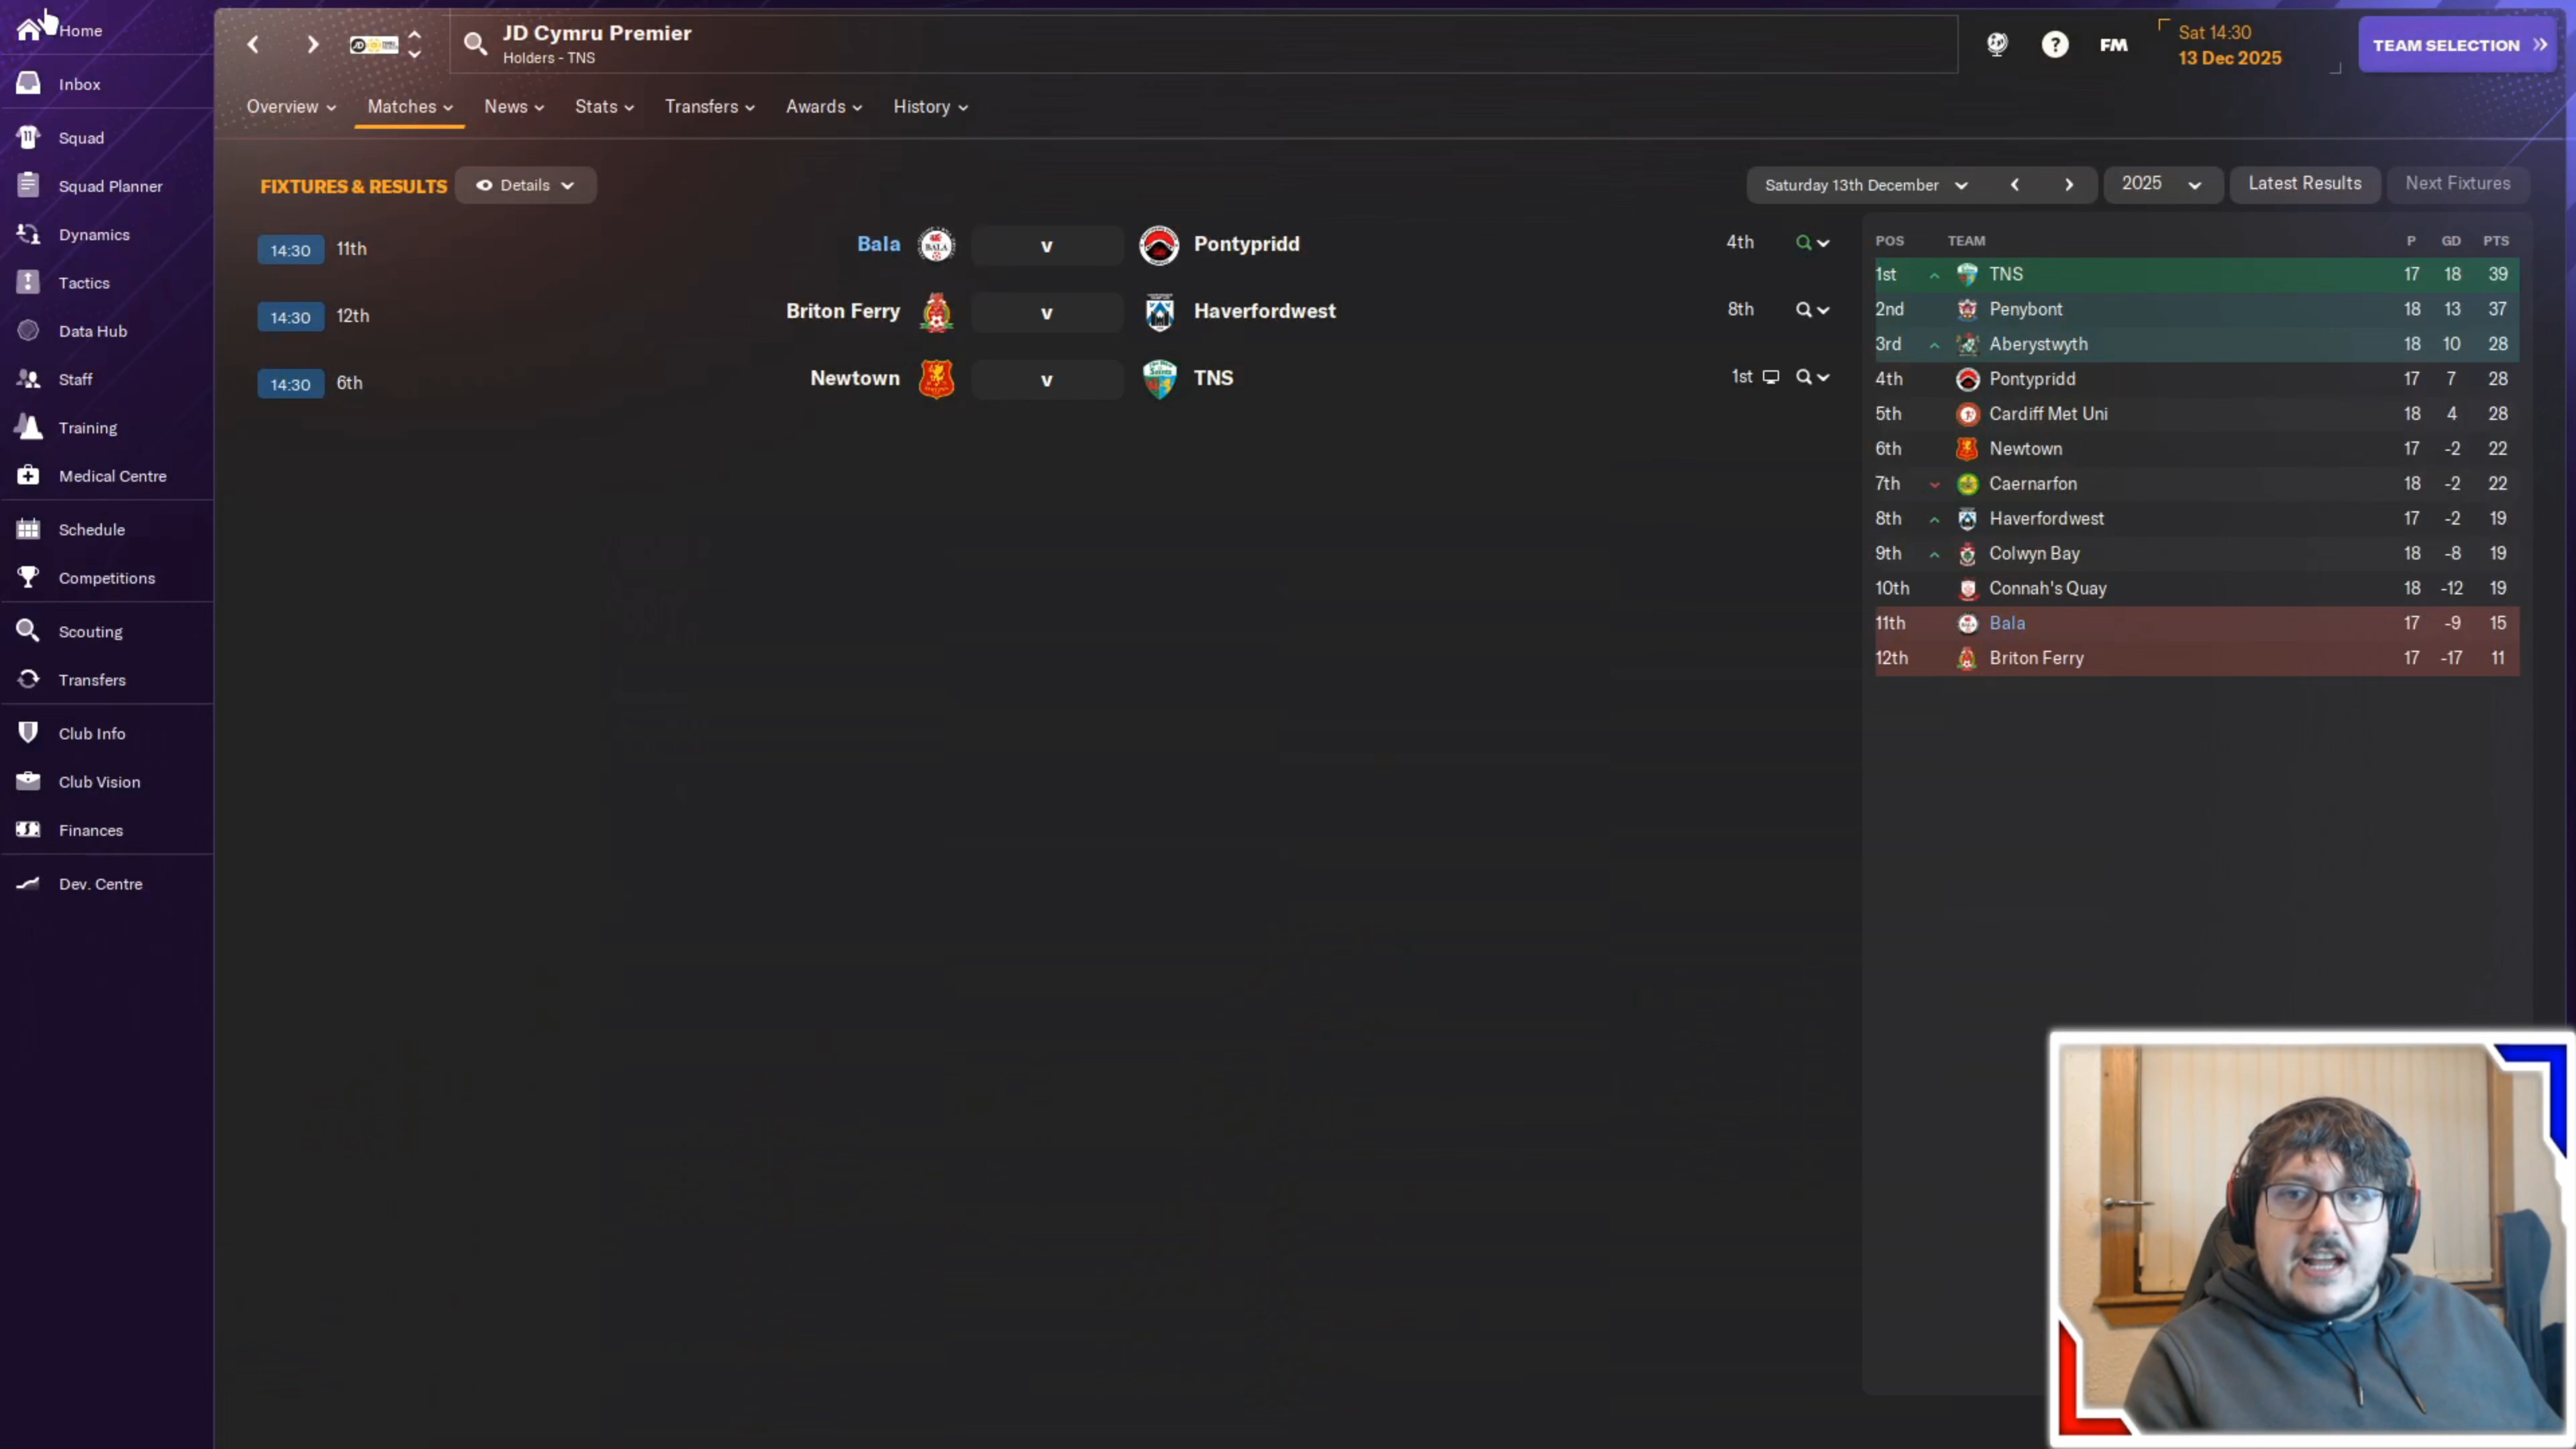 Home
Inbox
Squad
Squad Planner
Dynamics
Tactics
Data Hub
Staff
Training
Medical Centre
Schedule
Competitions
Scouting
Transfers
Club Info
Club Vision
Finances
Dev. Centre
JD Cymru Premier
Holders - TNS
FM
Sat 14:30
13 Dec 2025
TEAM SELECTION
Overview Matches News Stats Transfers Awards History
FIXTURES & RESULTS Details
Saturday 13th December 2025 Latest Results Next Fixtures
14:30 11th Bala v Pontypridd 4th
14:30 12th Briton Ferry v Haverfordwest 8th
14:30 6th Newtown v TNS 1st
POS TEAM P GD PTS
1st TNS 17 18 39
2nd Penybont 18 13 37
3rd Aberystwyth 18 10 28
4th Pontypridd 17 7 28
5th Cardiff Met Uni 18 4 28
6th Newtown 17 -2 22
7th Caernarfon 18 -2 22
8th Haverfordwest 17 -2 19
9th Colwyn Bay 18 -8 19
10th Connah's Quay 18 -12 19
11th Bala 17 -9 15
12th Briton Ferry 17 -17 11